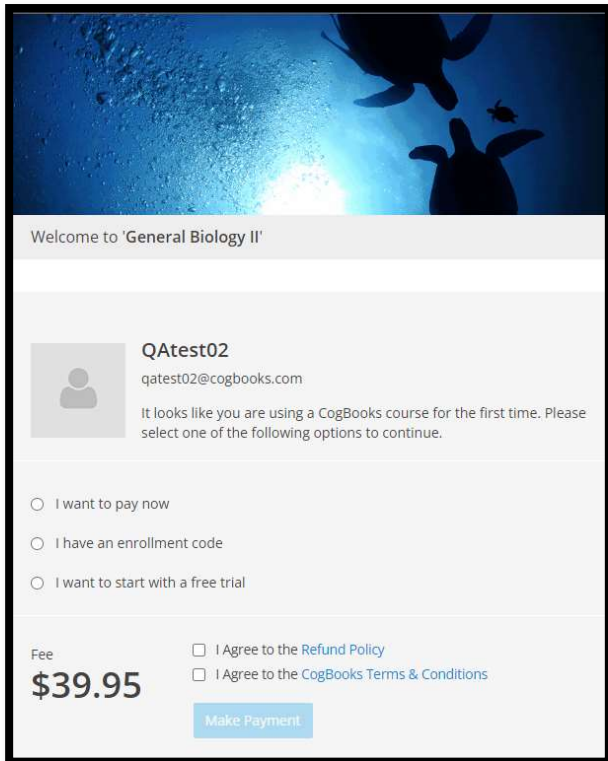 Welcome to 'General Biology II'
QAtest02
qatest02@cogbooks.com
It looks like you are using a CogBooks course for the first time. Please
select one of the following options to continue.
I want to pay now
I have an enrollment code
I want to start with a free trial
Fee
$39.95
I Agree to the Refund Policy
I Agree to the CogBooks Terms & Conditions
Make Payment